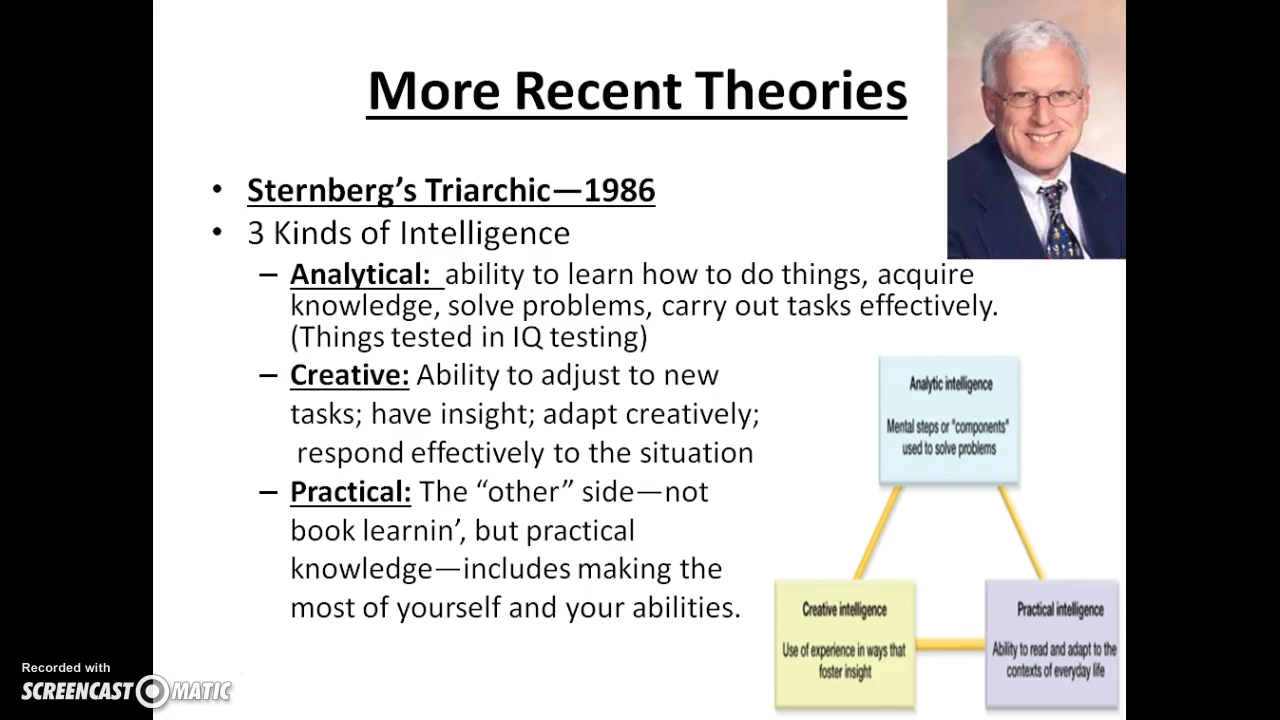 More Recent Theories
• Sternberg’s Triarchic—1986
• 3 Kinds of Intelligence
– Analytical: ability to learn how to do things, acquire
knowledge, solve problems, carry out tasks effectively.
(Things tested in IQ testing)
– Creative: Ability to adjust to new
tasks; have insight; adapt creatively;
respond effectively to the situation
– Practical: The “other” side—not
book learnin’, but practical
knowledge—includes making the
most of yourself and your abilities.
Analytic intelligence
Mental steps or "components"
used to solve problems
Creative intelligence
Use of experience in ways that
foster insight
Practical intelligence
Ability to read and adapt to the
contexts of everyday life
Recorded with
SCREENCAST MATIC